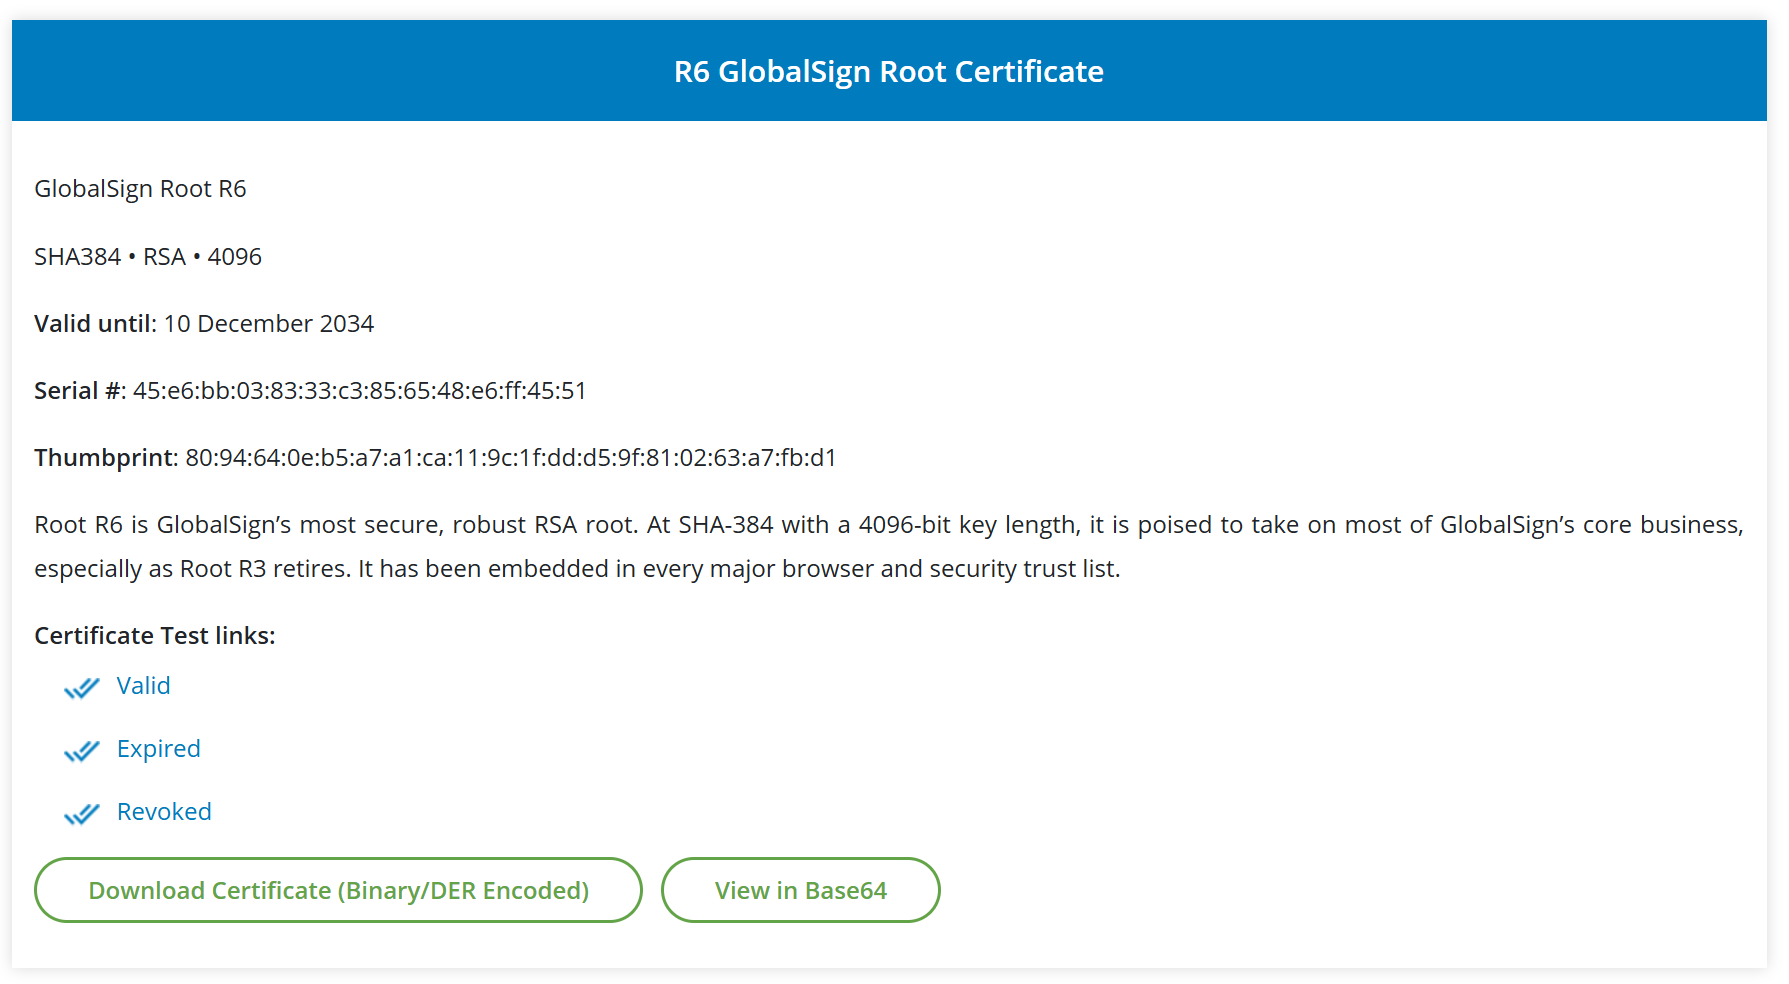 R6 GlobalSign Root Certificate
GlobalSign Root R6
SHA384 • RSA • 4096
Valid until: 10 December 2034
Serial #: 45:e6:bb:03:83:33:c3:85:65:48:e6:ff:45:51
Thumbprint: 80:94:64:0e:b5:a7:a1:ca:11:9c:1f:dd:d5:9f:81:02:63:a7:fb:d1
Root R6 is GlobalSign’s most secure, robust RSA root. At SHA-384 with a 4096-bit key length, it is poised to take on most of GlobalSign’s core business,
especially as Root R3 retires. It has been embedded in every major browser and security trust list.
Certificate Test links:
Valid
Expired
Revoked
Download Certificate (Binary/DER Encoded)
View in Base64